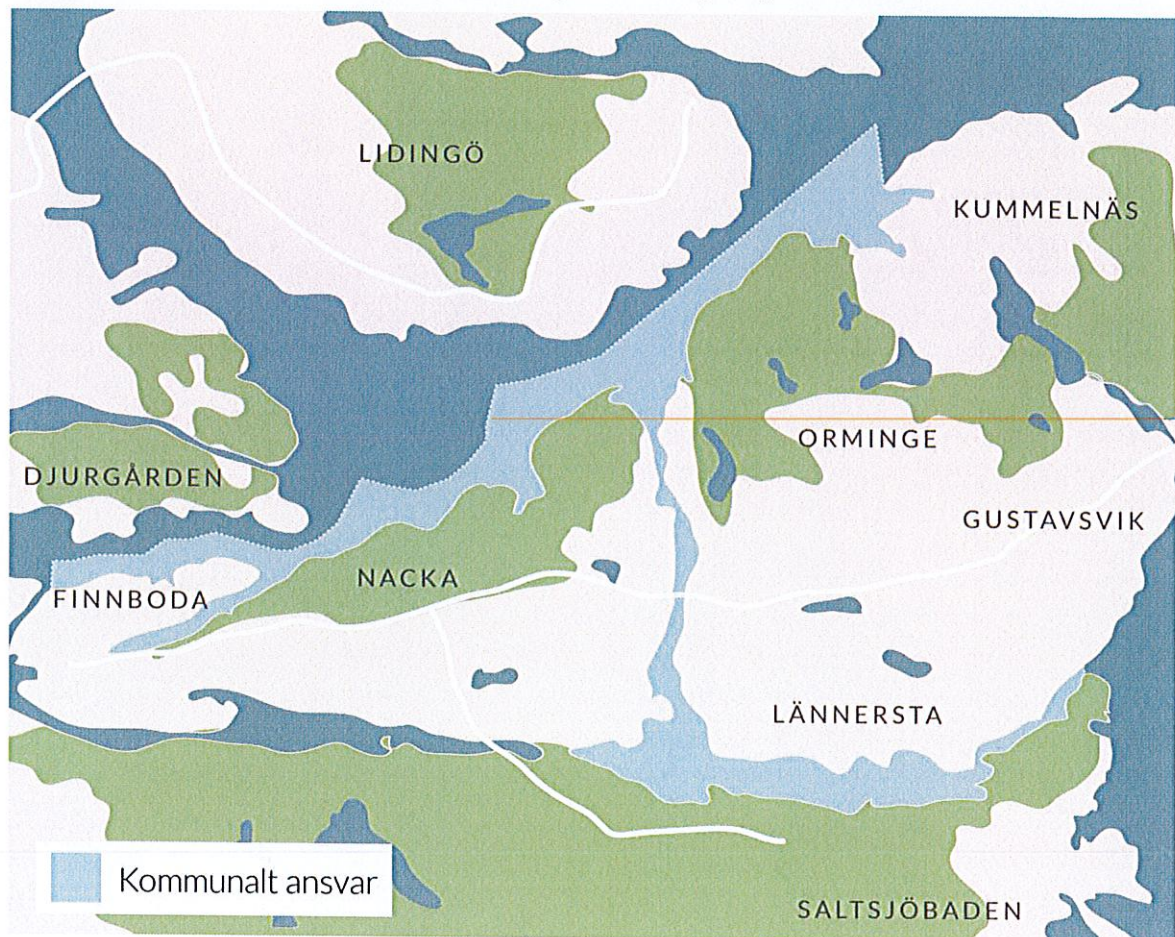 LIDINGÖ
KUMMELNÄS
ORMINGE
DJURGÅRDEN
GUSTAVSVIK
NACKA
FINNBODA
LÄNNERSTA
Kommunalt ansvar
SALTSJÖBADEN